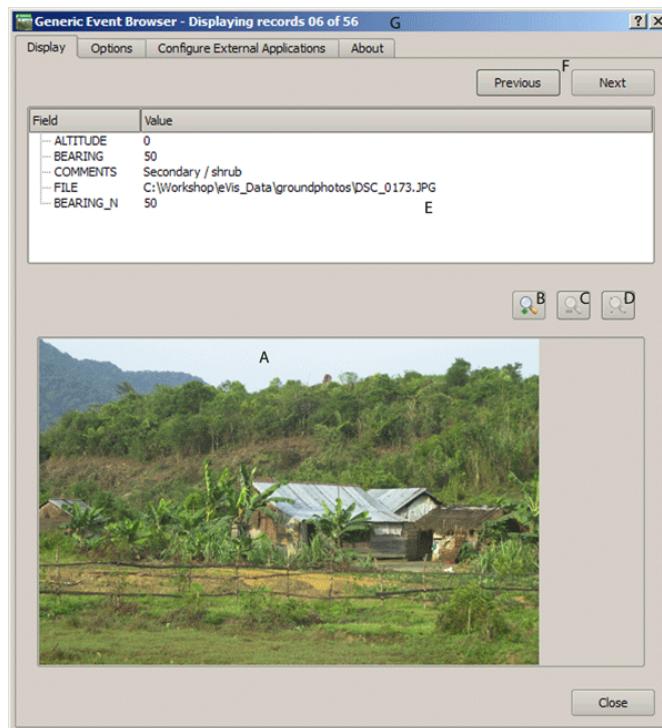 Generic Event Browser - Displaying records 06 of 56 G
Display Options Configure External Applications About
F
Previous Next
Field Value
ALTITUDE 0
BEARING 50
COMMENTS Secondary / shrub
FILE C:\Workshop\eVis_Data\groundphotos\DSC_0173.JPG
BEARING_N 50
E
B C D
A
Close